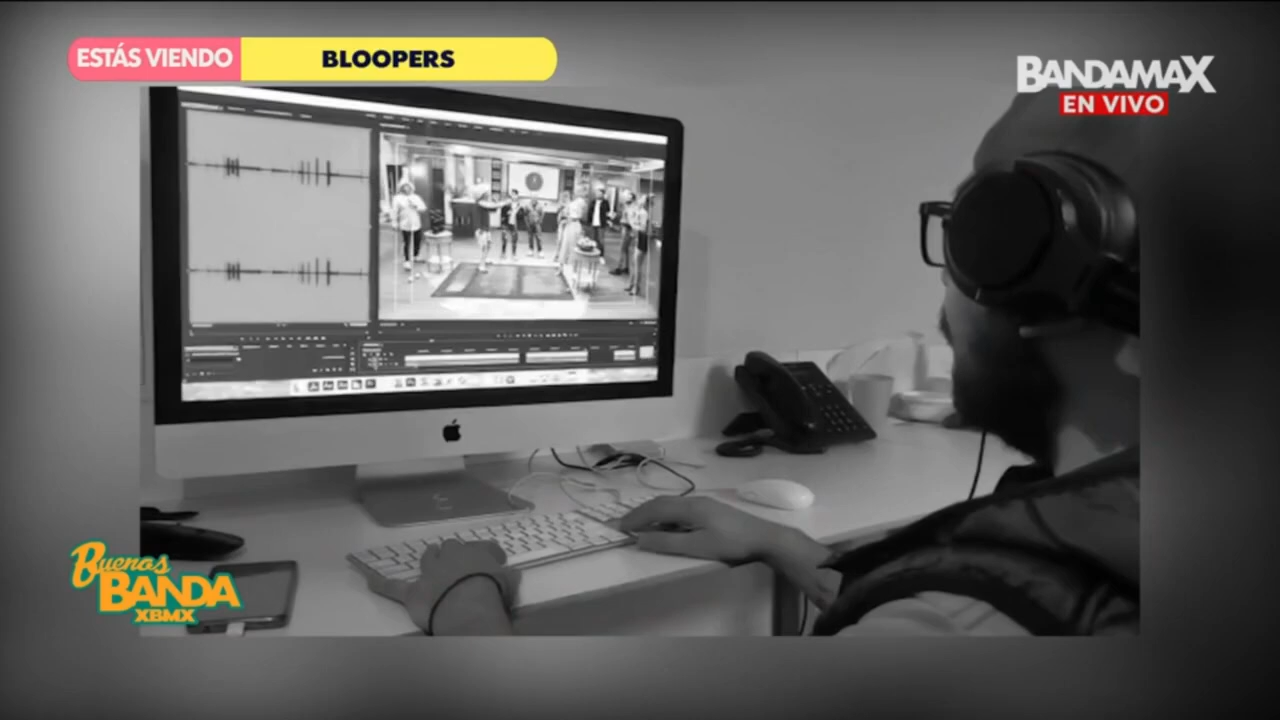 ESTÁS VIENDO
BLOOPERS
BANDAMAX
EN VIVO
Buenos
BANDA
XBMX